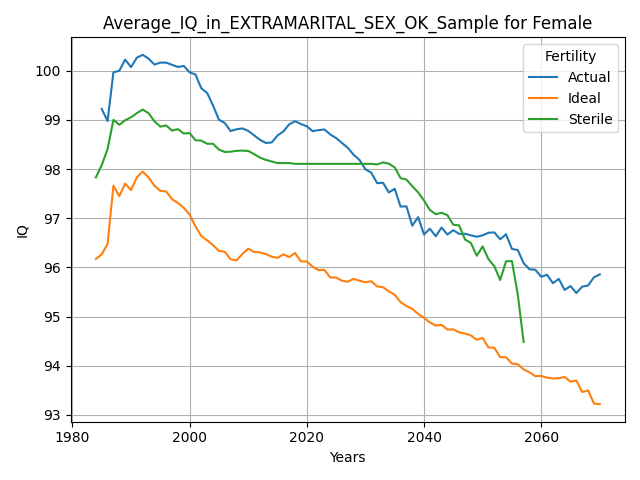 Average_IQ_in_EXTRAMARITAL_SEX_OK_Sample for Female
Fertility
Actual
Ideal
Sterile
IQ
100
99
98
97
96
95
94
93
1980
2000
2020
2040
2060
Years